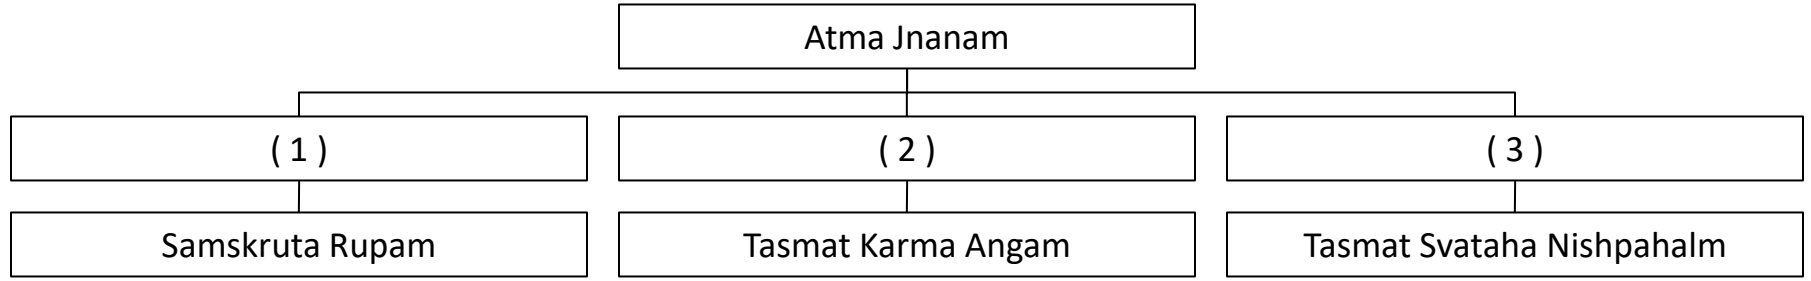 Atma Jnanam
( 1 )
( 2 )
( 3 )
Samskruta Rupam
Tasmat Karma Angam
Tasmat Svataha Nishpahalm